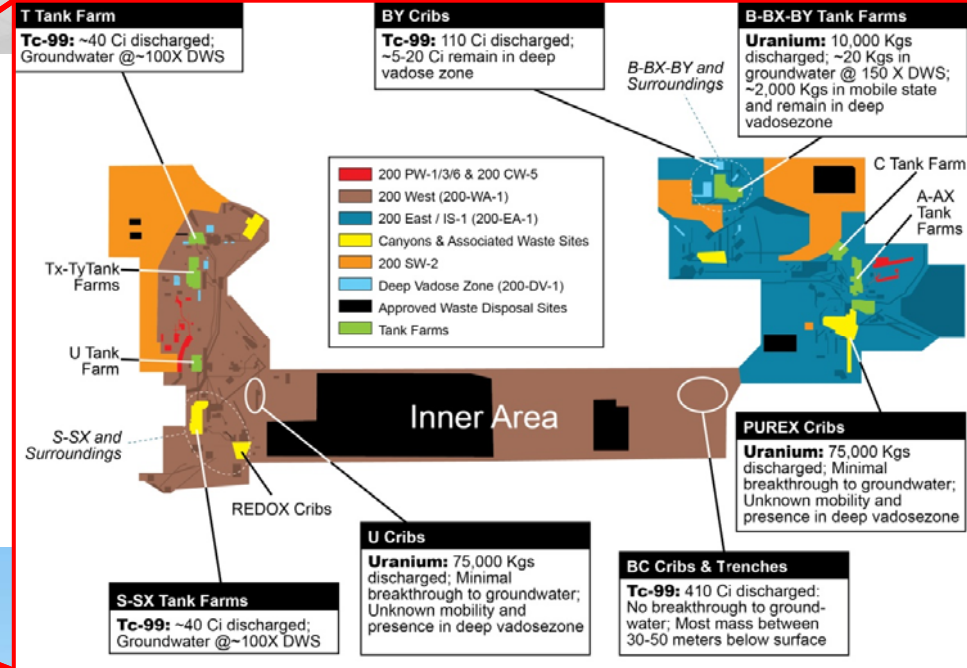 T Tank Farm
Tc-99: ~40 Ci discharged;
Groundwater @~100X DWS
BY Cribs
Tc-99: 110 Ci discharged;
~5-20 Ci remain in deep
vadose zone
B-BX-BY Tank Farms
Uranium: 10,000 Kgs
discharged; ~20 Kgs in
groundwater @ 150 X DWS;
~2,000 Kgs in mobile state
and remain in deep
vadosezone
B-BX-BY and
Surroundings
C Tank Farm
A-AX
Tank
Farms
200 PW-1/3/6 & 200 CW-5
200 West (200-WA-1)
200 East / IS-1 (200-EA-1)
Canyons & Associated Waste Sites
200 SW-2
Deep Vadose Zone (200-DV-1)
Approved Waste Disposal Sites
Tank Farms
Tx-TyTank
Farms
U Tank
Farm
S-SX and
Surroundings
REDOX Cribs
Inner Area
PUREX Cribs
Uranium: 75,000 Kgs
discharged; Minimal
breakthrough to groundwater;
Unknown mobility and
presence in deep vadosezone
S-SX Tank Farms
Tc-99: ~40 Ci discharged;
Groundwater @~100X DWS
U Cribs
Uranium: 75,000 Kgs
discharged; Minimal
breakthrough to groundwater;
Unknown mobility and
presence in deep vadosezone
BC Cribs & Trenches
Tc-99: 410 Ci discharged:
No breakthrough to ground-
water; Most mass between
30-50 meters below surface